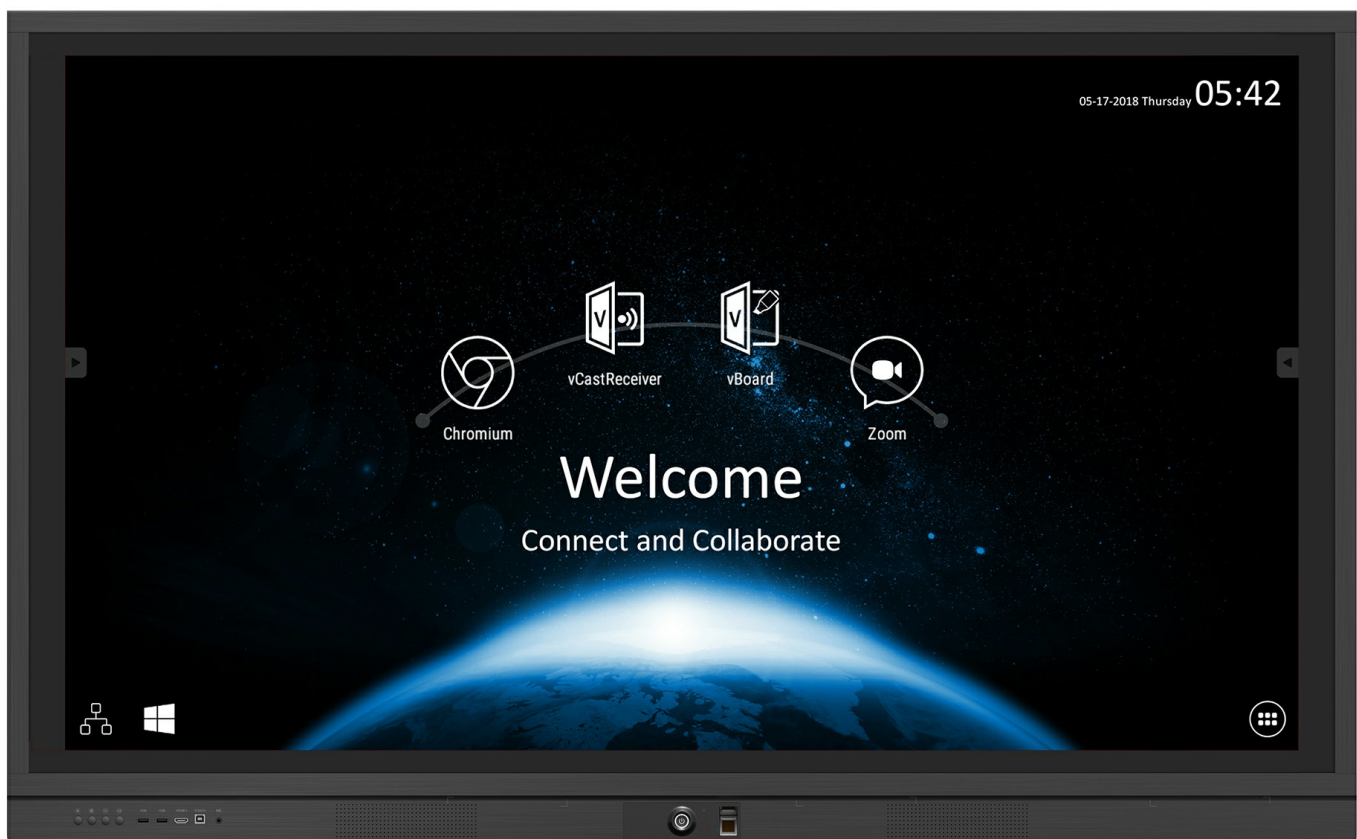 05-17-2018 Thursday 05:42
vCastReceiver
vBoard
Chromium
Zoom
Welcome
Connect and Collaborate